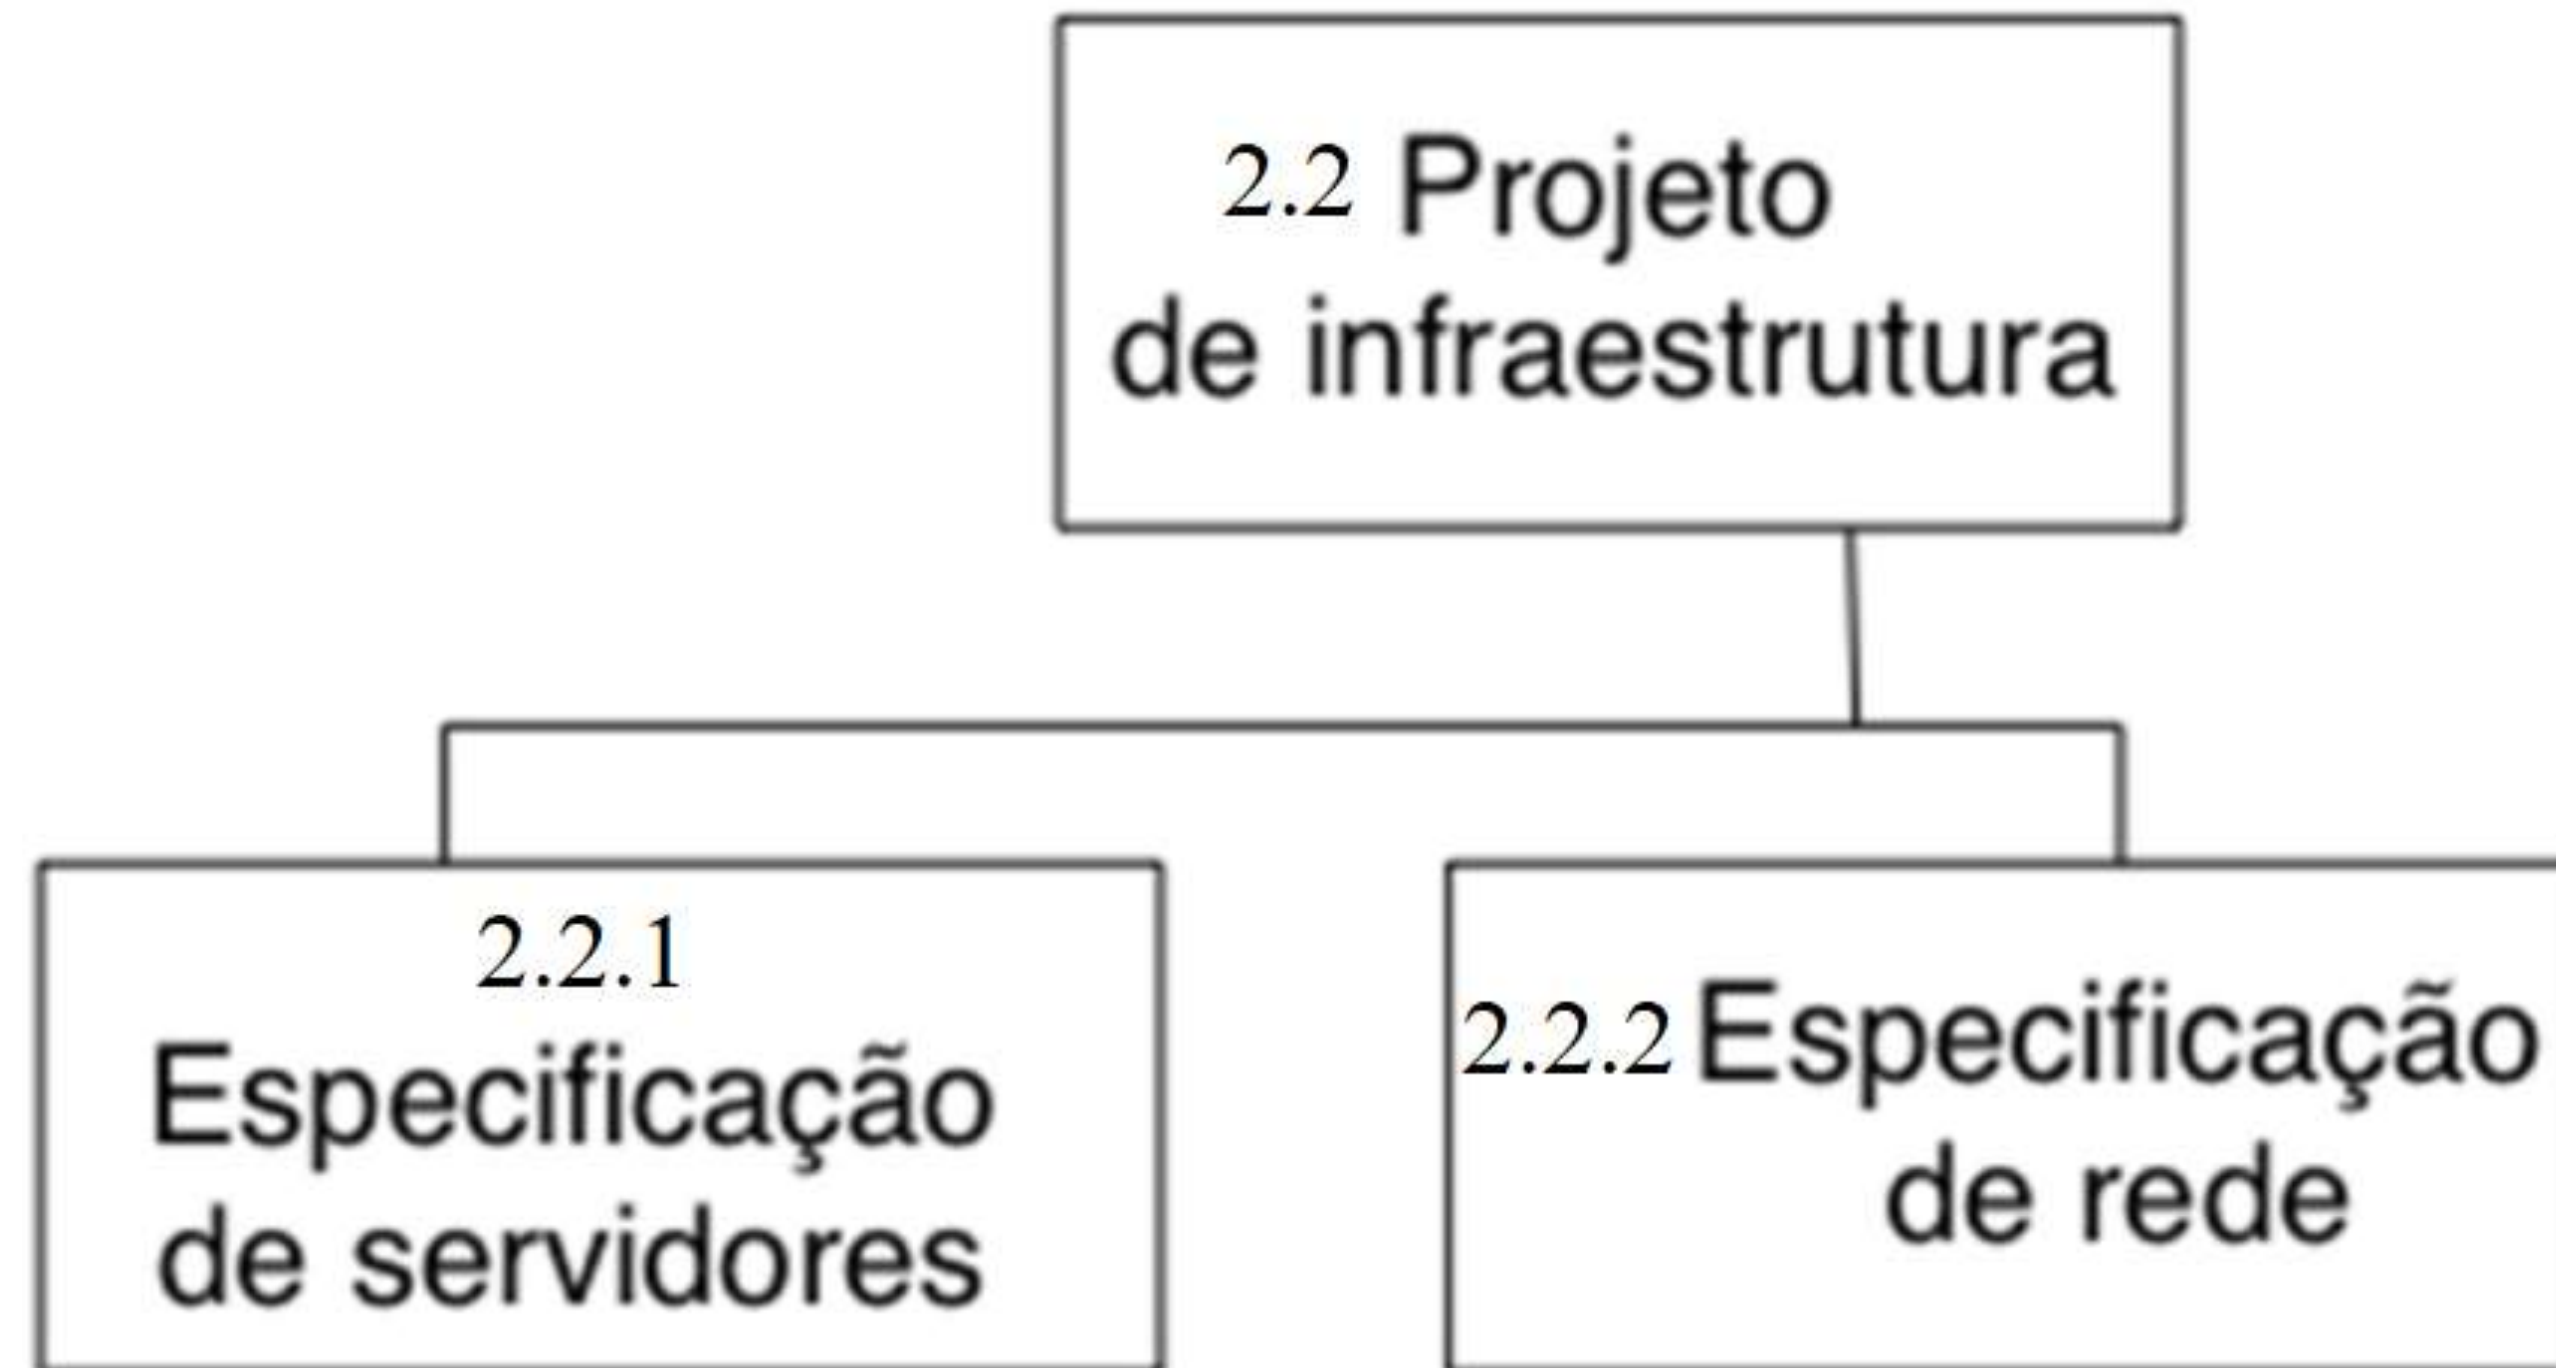 2.2 Projeto
de infraestrutura
2.2.1
Especificação
de servidores
2.2.2 Especificação
de rede